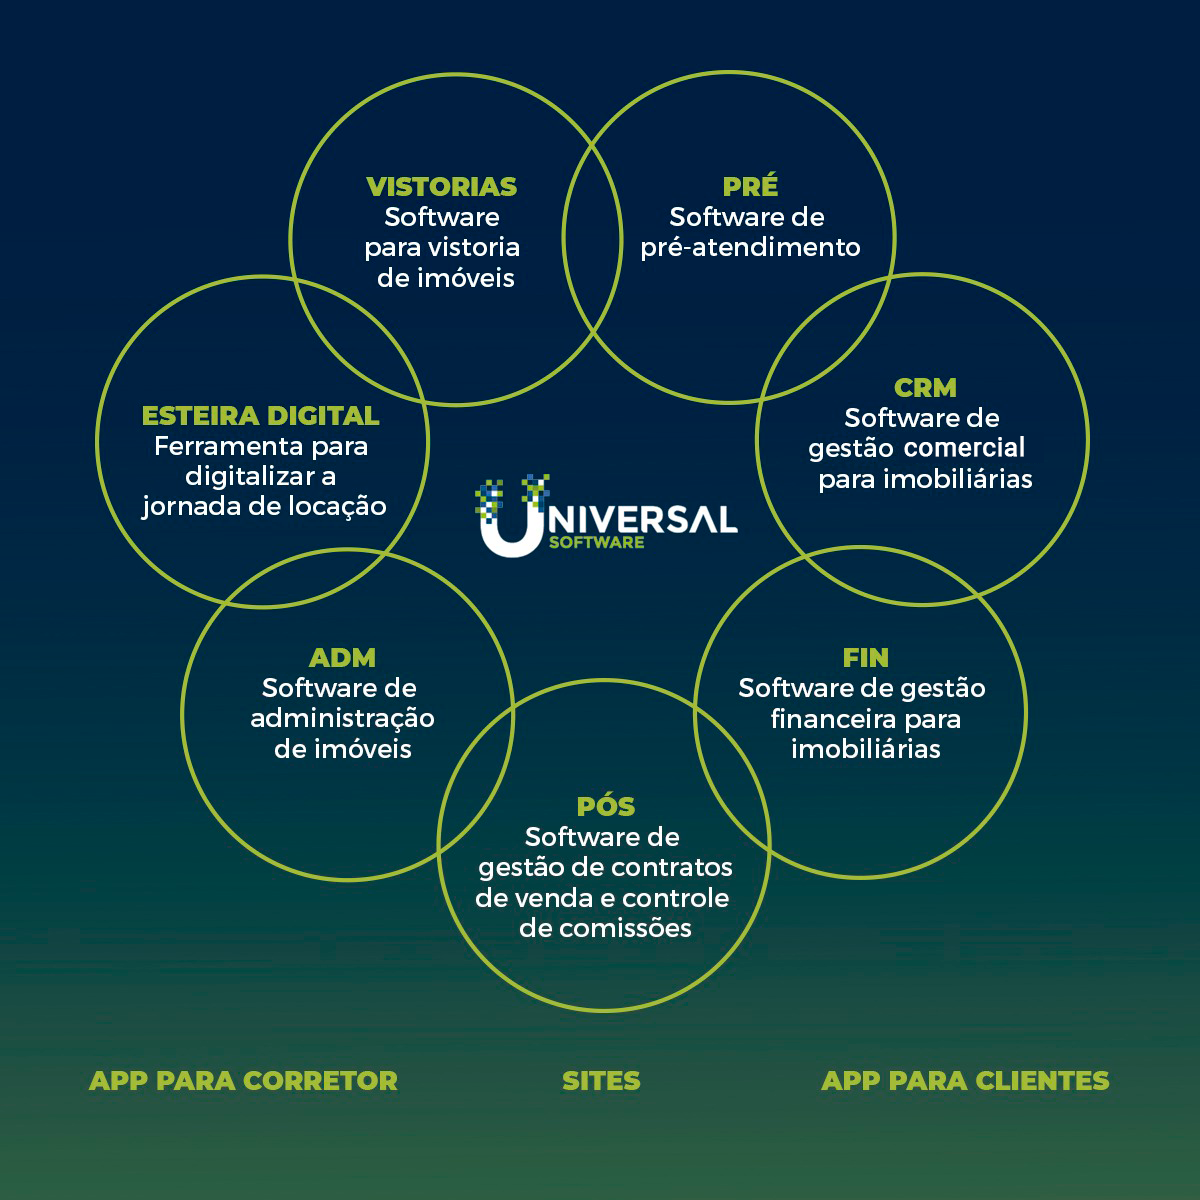 VISTORIAS
Software
para vistoria
de imóveis
PRÉ
Software de
pré-atendimento
CRM
Software de
gestão comercial
para imobiliárias
ESTEIRA DIGITAL
Ferramenta para
digitalizar a
jornada de locação
UNIVERSAL
SOFTWARE
ADM
Software de
administração
de imóveis
FIN
Software de gestão
financeira para
imobiliárias
PÓS
Software de
gestão de contratos
de venda e controle
de comissões
APP PARA CORRETOR
SITES
APP PARA CLIENTES